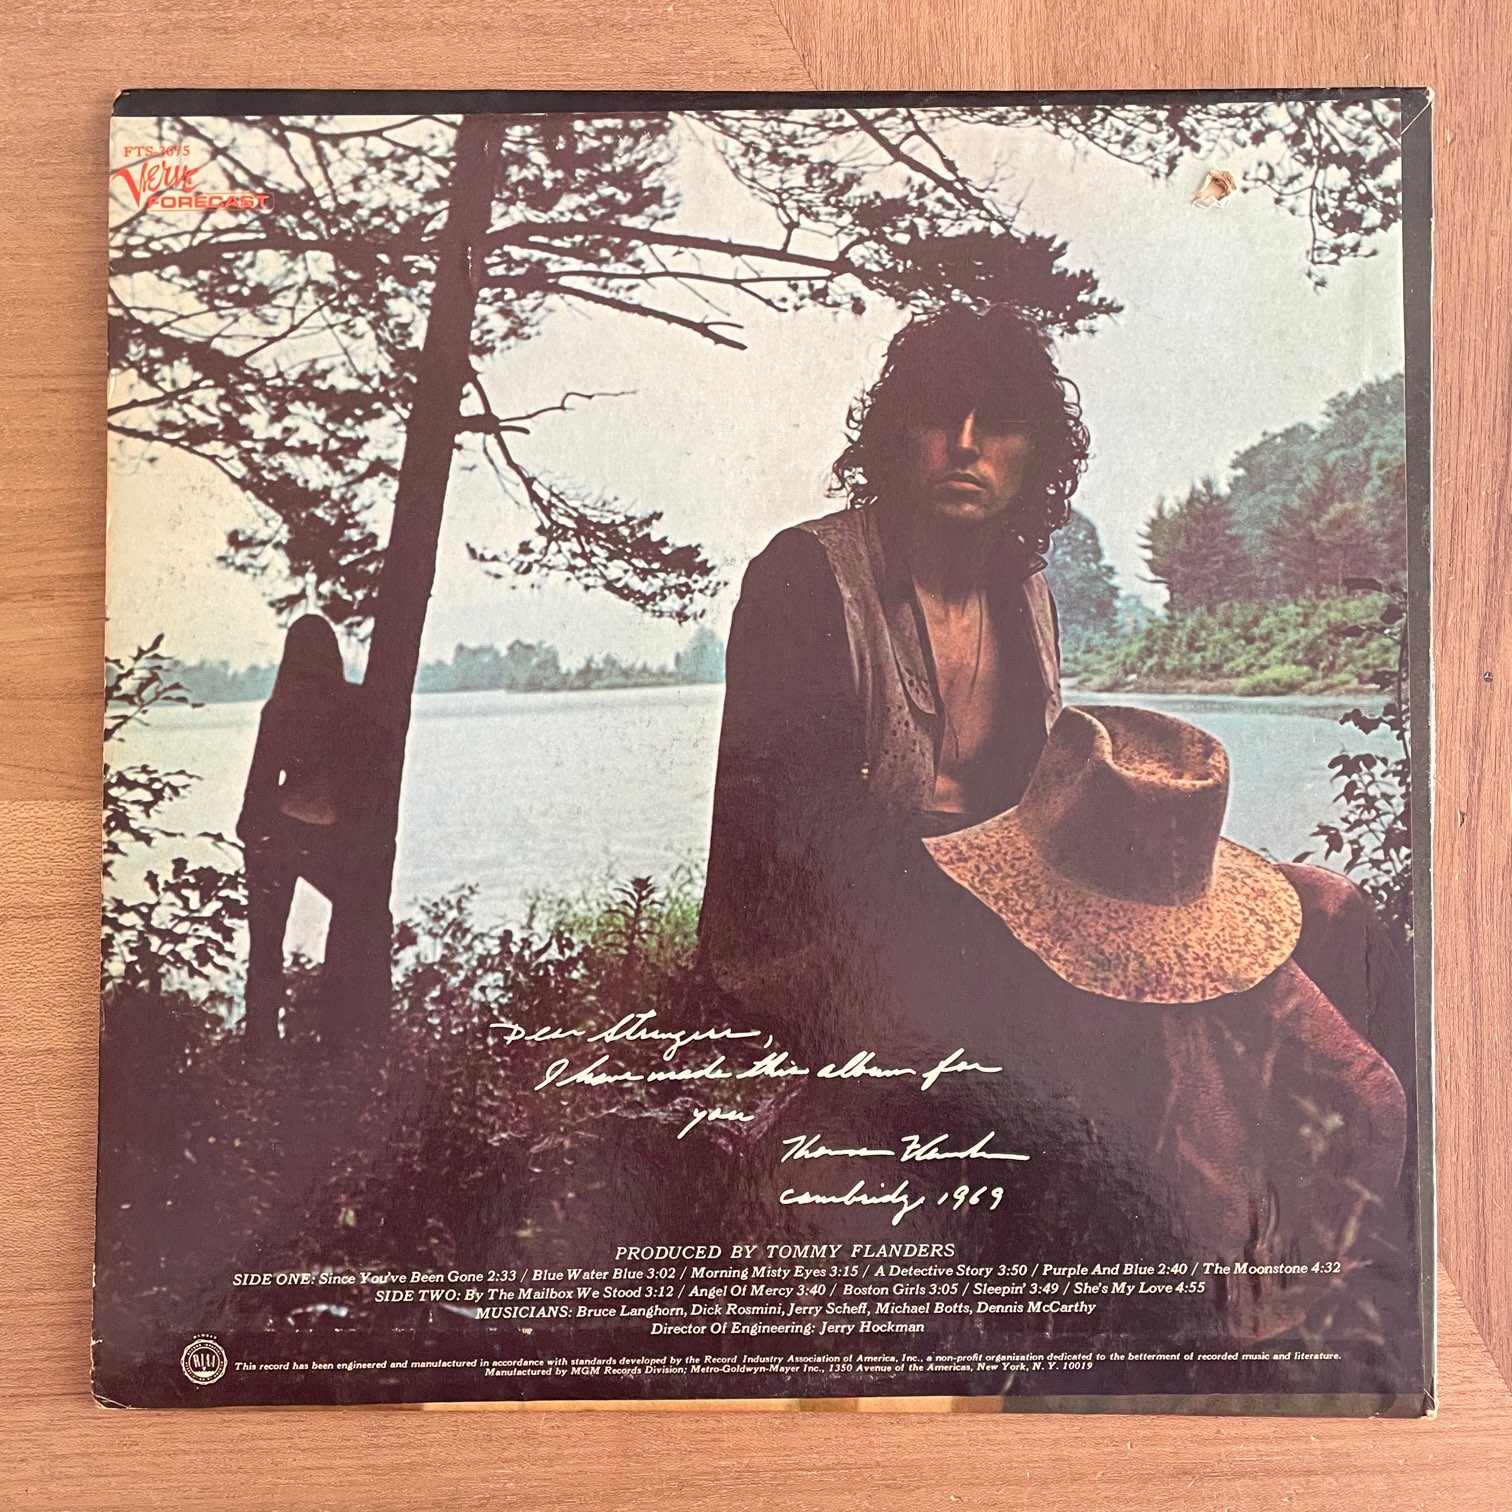 FTS-3075
Verve
FORECAST
Dear Strangers,
I have made this album for
you
Thomas Flanders
Cambridge 1969
PRODUCED BY TOMMY FLANDERS
SIDE ONE: Since You've Been Gone 2:33 / Blue Water Blue 3:02 / Morning Misty Eyes 3:15 / A Detective Story 3:50 / Purple And Blue 2:40 / The Moonstone 4:32
SIDE TWO: By The Mailbox We Stood 3:12 / Angel Of Mercy 3:40 / Boston Girls 3:05 / Sleepin' 3:49 / She's My Love 4:55
MUSICIANS: Bruce Langhorn, Dick Rosmini, Jerry Scheff, Michael Botts, Dennis McCarthy
Director Of Engineering: Jerry Hockman
RIAA
This record has been engineered and manufactured in accordance with standards developed by the Record Industry Association of America, Inc., a non-profit organization dedicated to the betterment of recorded music and literature.
Manufactured by MGM Records Division; Metro-Goldwyn-Mayer Inc., 1350 Avenue of the Americas, New York, N. Y. 10019